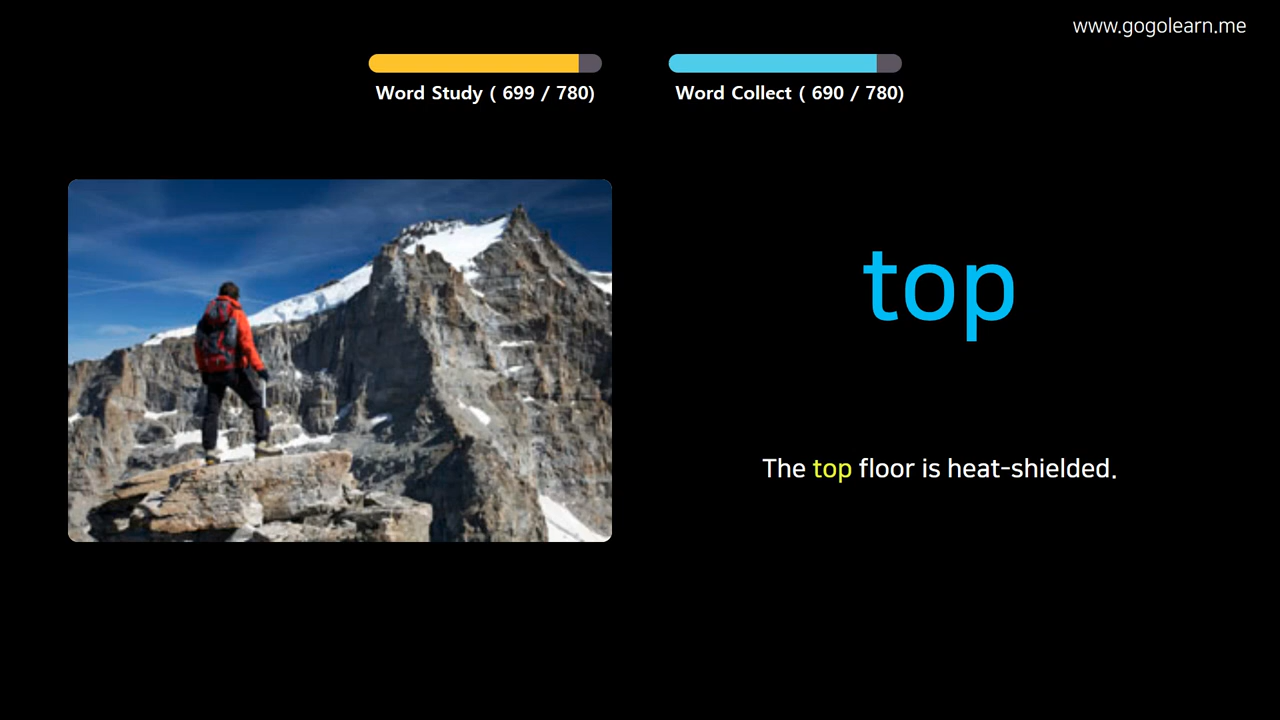 www.gogolearn.me
Word Study ( 699 / 780)
Word Collect ( 690 / 780)
top
The top floor is heat-shielded.